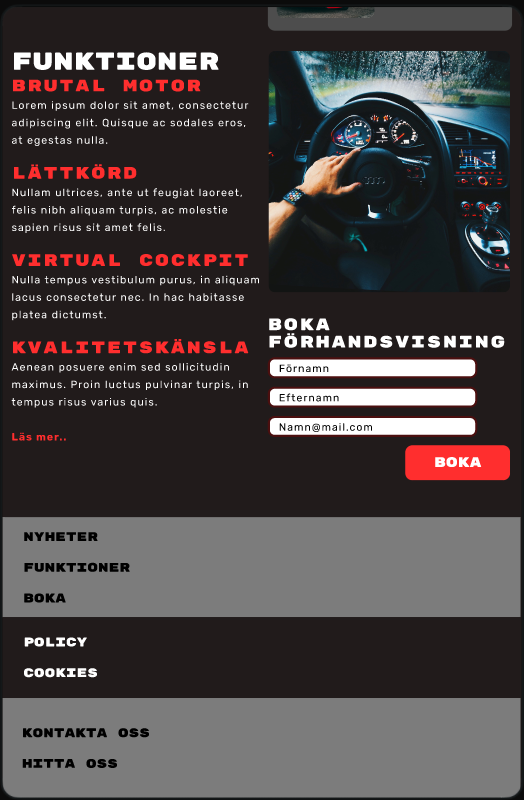 FUNKTIONER
BRUTAL MOTOR
Lorem ipsum dolor sit amet, consectetur
adipiscing elit. Quisque ac sodales eros,
at egestas nulla.
LÄTTKÖRD
Nullam ultrices, ante ut feugiat laoreet,
felis nibh aliquam turpis, ac molestie
sapien risus sit amet felis.
VIRTUAL COCKPIT
Nulla tempus vestibulum purus, in aliquam
lacus consectetur nec. In hac habitasse
platea dictumst.
KVALITETSKÄNSLA
Aenean posuere enim sed sollicitudin
maximus. Proin luctus pulvinar turpis, in
tempus risus varius quis.
Läs mer..
BOKA
FÖRHANDSVISNING
Förnamn
Efternamn
Namn@mail.com
BOKA
NYHETER
FUNKTIONER
BOKA
POLICY
COOKIES
KONTAKTA OSS
HITTA OSS